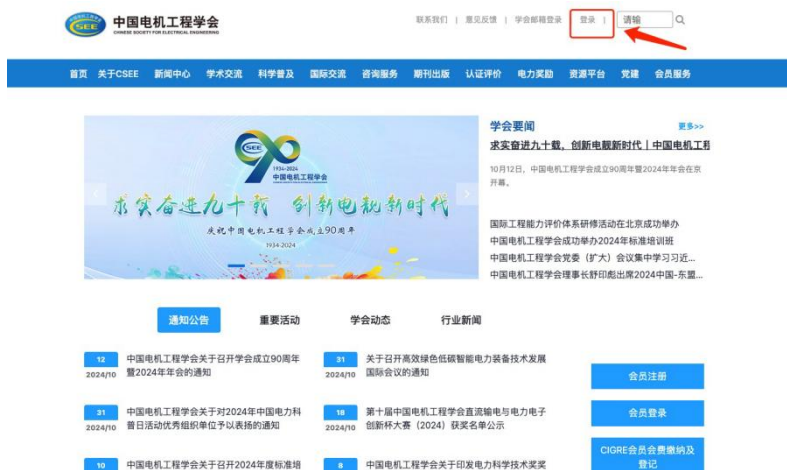 CSEE
中国电机工程学会
CHINESE SOCIETY FOR ELECTRICAL ENGINEERING
联系我们 | 意见反馈 | 学会邮箱登录 登录 | 请输
首页 关于CSEE 新闻中心 学术交流 科学普及 国际交流 咨询服务 期刊出版 认证评价 电力奖励 资源平台 党建 会员服务
CSEE
90
1934-2024
中国电机工程学会
求实奋进九十载 创新电靓新时代
庆祝中国电机工程学会成立90周年
1934-2024
学会要闻 更多>>
求实奋进九十载，创新电靓新时代｜中国电机工程
10月12日，中国电机工程学会成立90周年暨2024年年会在京
开幕。
国际工程能力评价体系研修活动在北京成功举办
中国电机工程学会成功举办2024年标准培训班
中国电机工程学会党委（扩大）会议集中学习习近...
中国电机工程学会理事长舒印彪出席2024中国-东盟...
通知公告 重要活动 学会动态 行业新闻
12
2024/10
中国电机工程学会关于召开学会成立90周年
暨2024年年会的通知
31
2024/10
关于召开高效绿色低碳智能电力装备技术发展
国际会议的通知
31
2024/10
中国电机工程学会关于对2024年中国电力科
普日活动优秀组织单位予以表扬的通知
18
2024/10
第十届中国电机工程学会直流输电与电力电子
创新杯大赛（2024）获奖名单公示
10
中国电机工程学会关于召开2024年度标准培
8
中国电机工程学会关于印发电力科学技术奖奖
会员注册
会员登录
CIGRE会员会费缴纳及
登记